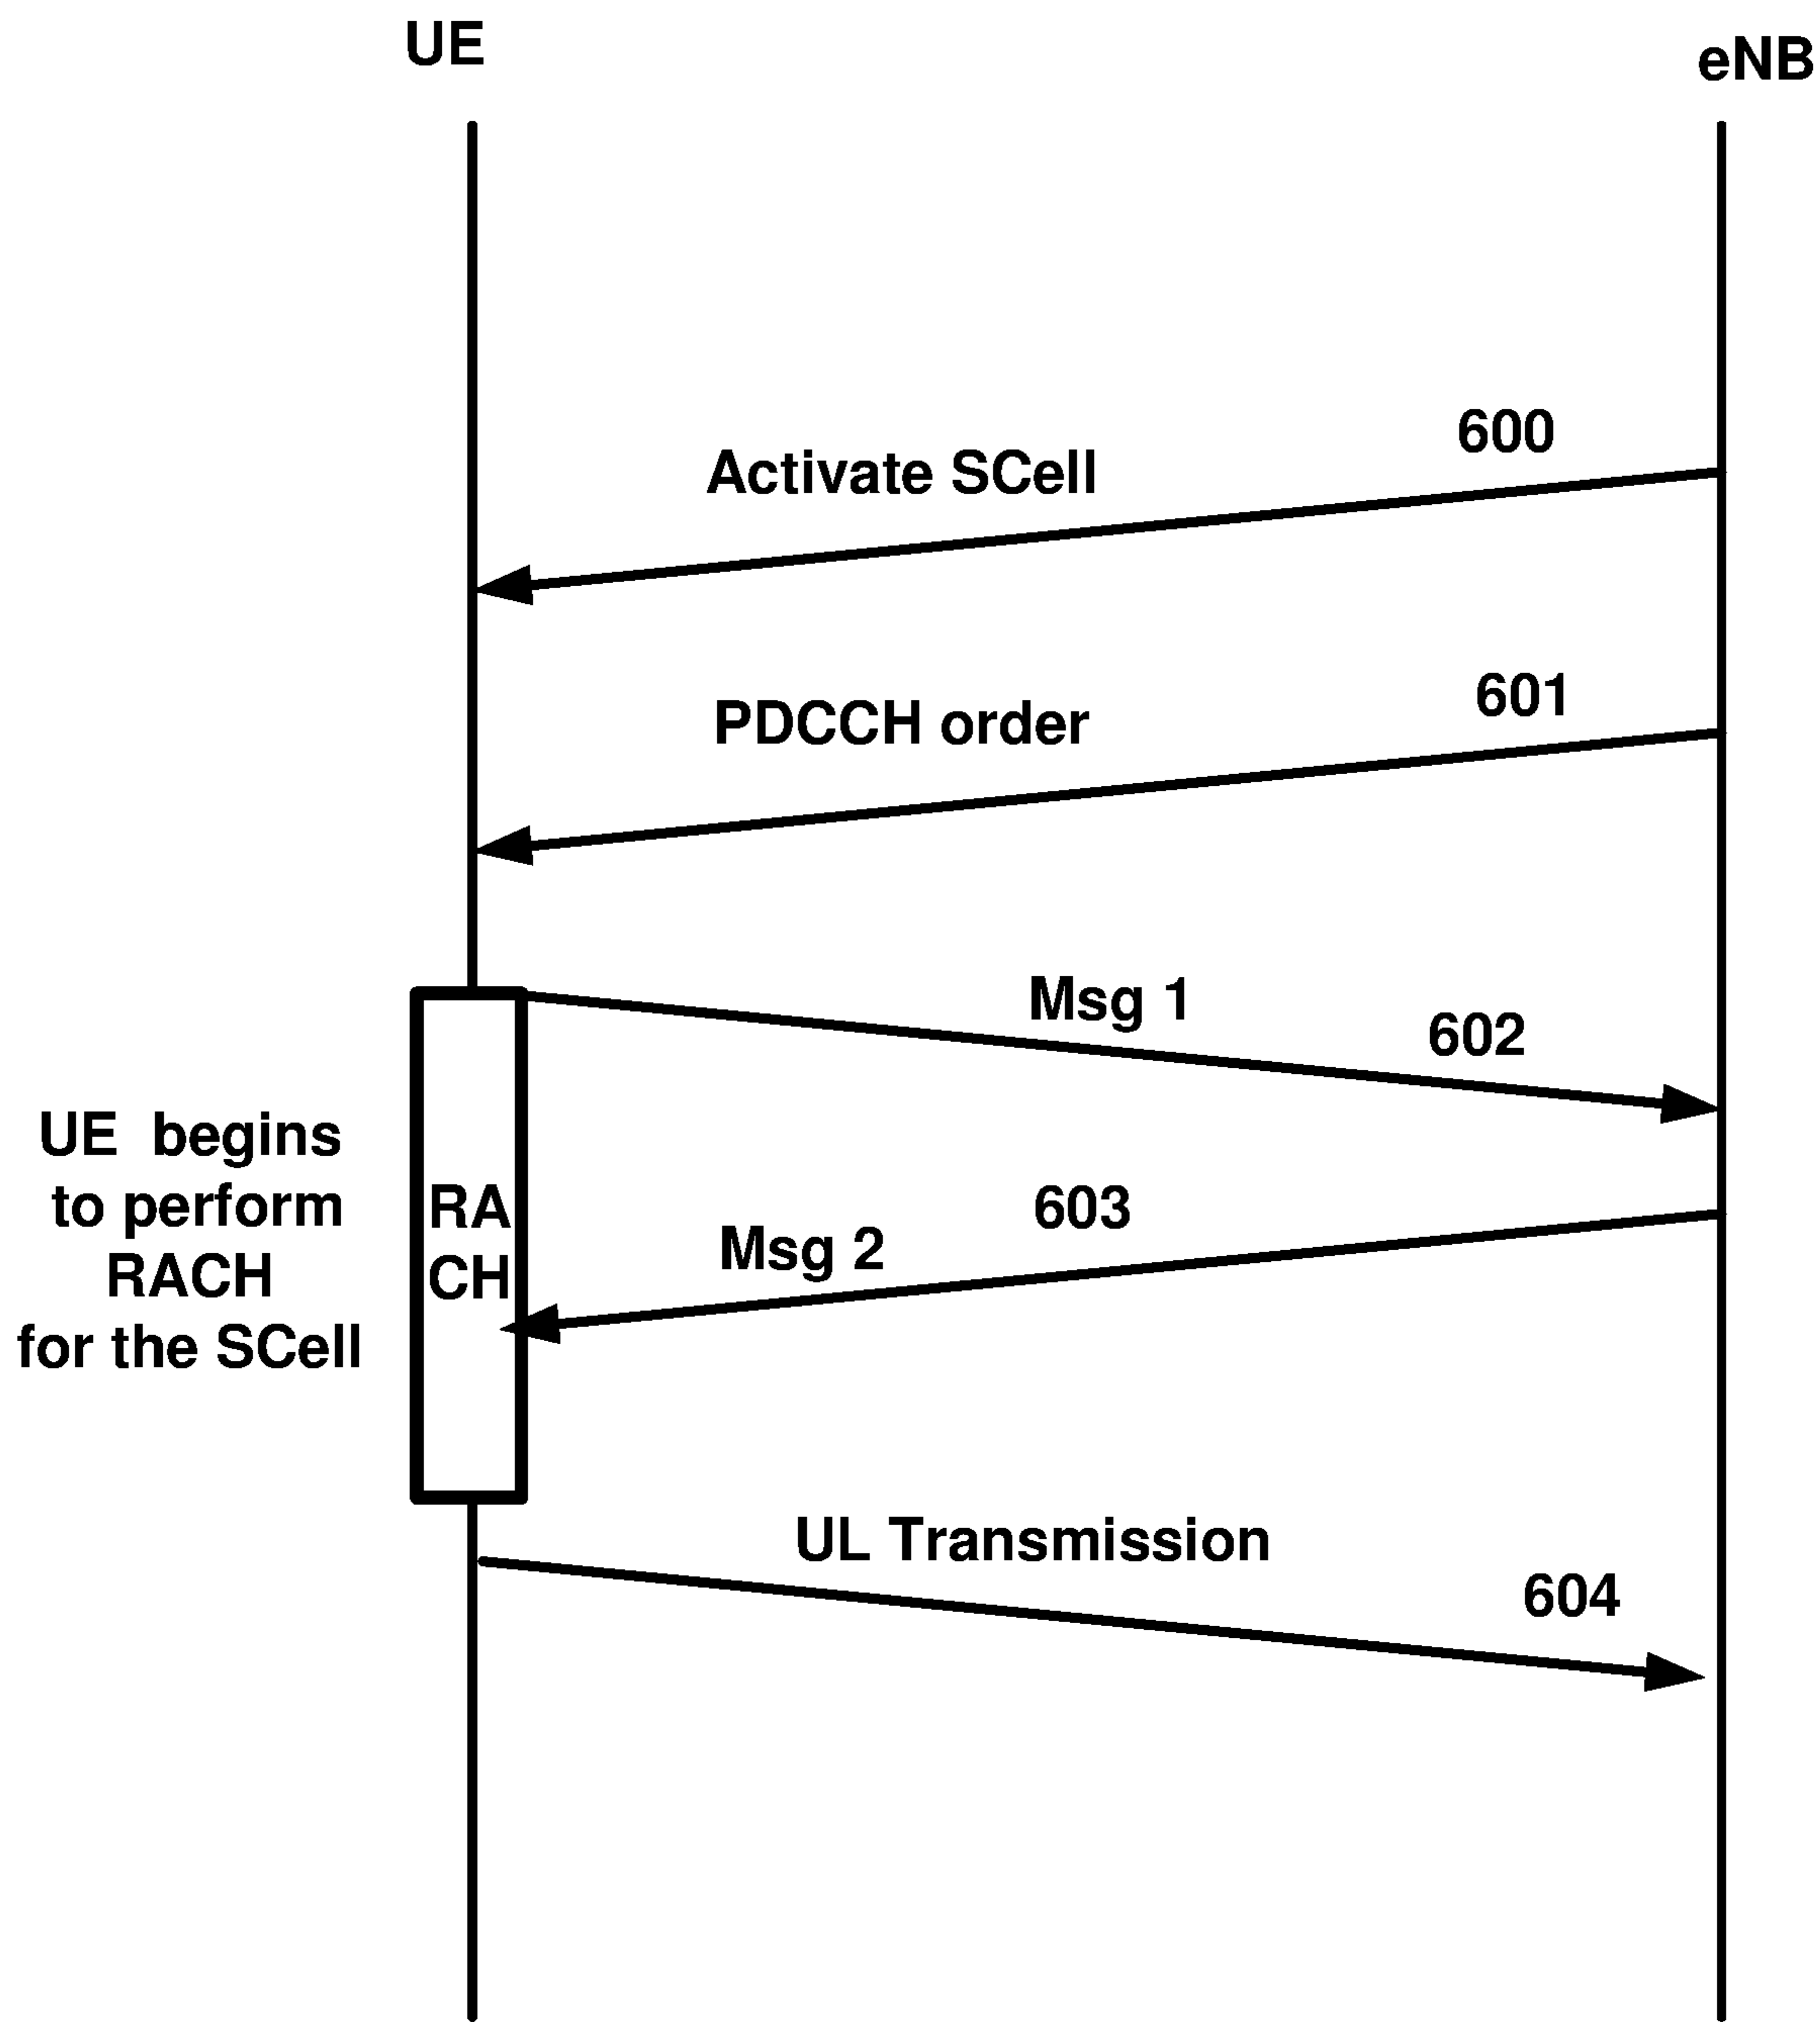 UE
eNB
600
Activate SCell
601
PDCCH order
Msg 1
602
UE begins
to perform
RACH
for the SCell
RA
CH
603
Msg 2
UL Transmission
604